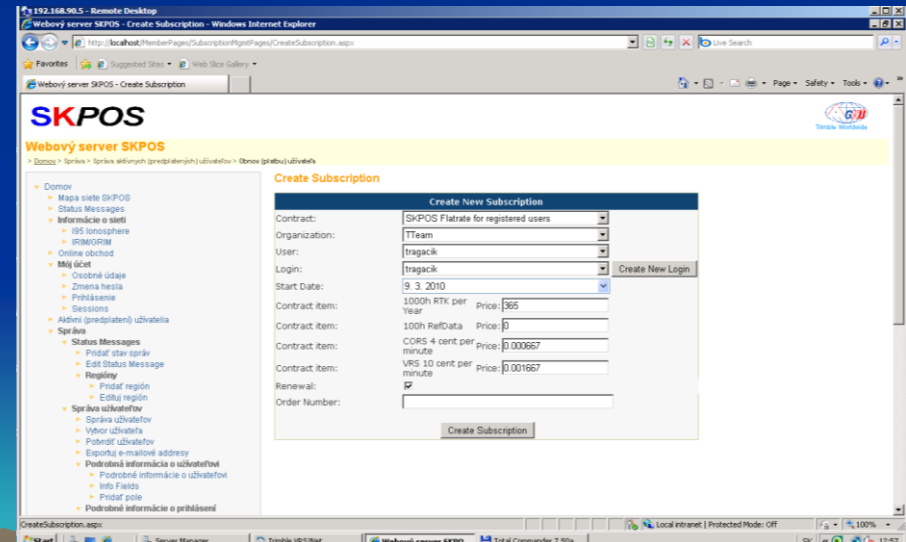 192.168.90.5 - Remote Desktop
Webový server SKPOS - Create Subscription - Windows Internet Explorer
http://localhost/MemberPages/SubscriptionMgmtPages/CreateSubscription.aspx
Live Search
Favorites
Suggested Sites
Web Slice Gallery
Webový server SKPOS - Create Subscription
Page
Safety
Tools
SKPOS
Trimble Worldwide
Webový server SKPOS
> Domov > Správa > Správa aktívnych (predplatených) užívateľov > Obnov (platbu) užívateľa
Domov
Mapa siete SKPOS
Status Messages
Informácie o sieti
I95 Ionosphere
IRIM/GRIM
Online obchod
Môj účet
Osobné údaje
Zmena hesla
Prihlásenie
Sessions
Aktívni (predplatení) užívatelia
Správa
Status Messages
Pridať stav správ
Edit Status Message
Regióny
Pridať región
Edituj región
Správa užívateľov
Správa užívateľov
Vytvor užívateľa
Potvrdiť užívateľov
Exportuj e-mailové addresy
Podrobná informácia o užívateľovi
Podrobné informácie o užívateľovi
Info Fields
Pridať pole
Podrobné informácie o prihlásení
Create Subscription
Create New Subscription
Contract: SKPOS Flatrate for registered users
Organization: TTeam
User: tragacik
Login: tragacik Create New Login
Start Date: 9. 3. 2010
Contract item: 1000h RTK per Year Price: 365
Contract item: 100h RefData Price: 0
Contract item: CORS 4 cent per minute Price: 0.000667
Contract item: VRS 10 cent per minute Price: 0.001667
Renewal:
Order Number:
Create Subscription
CreateSubscription.aspx
Local intranet | Protected Mode: Off
100%
Start
Server Manager
Trimble VRS3Net
Webový server SKPO...
Total Commander 7.50a
SK
12:57